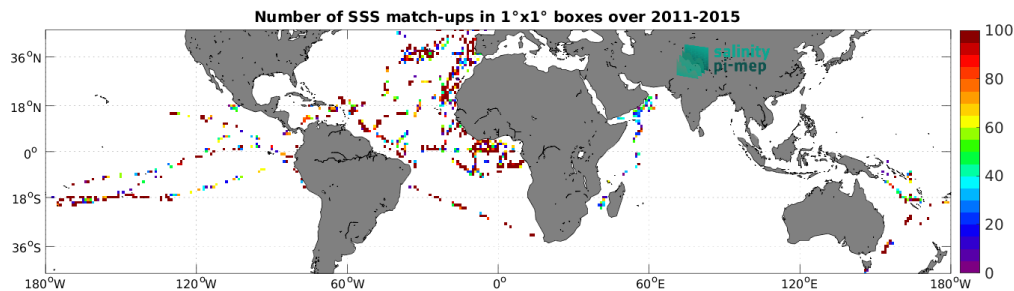 Number of SSS match-ups in 1°x1° boxes over 2011-2015
salinity
pi-mep
36°N
18°N
0°
18°S
36°S
180°W
120°W
60°W
0°
60°E
120°E
180°W
100
80
60
40
20
0